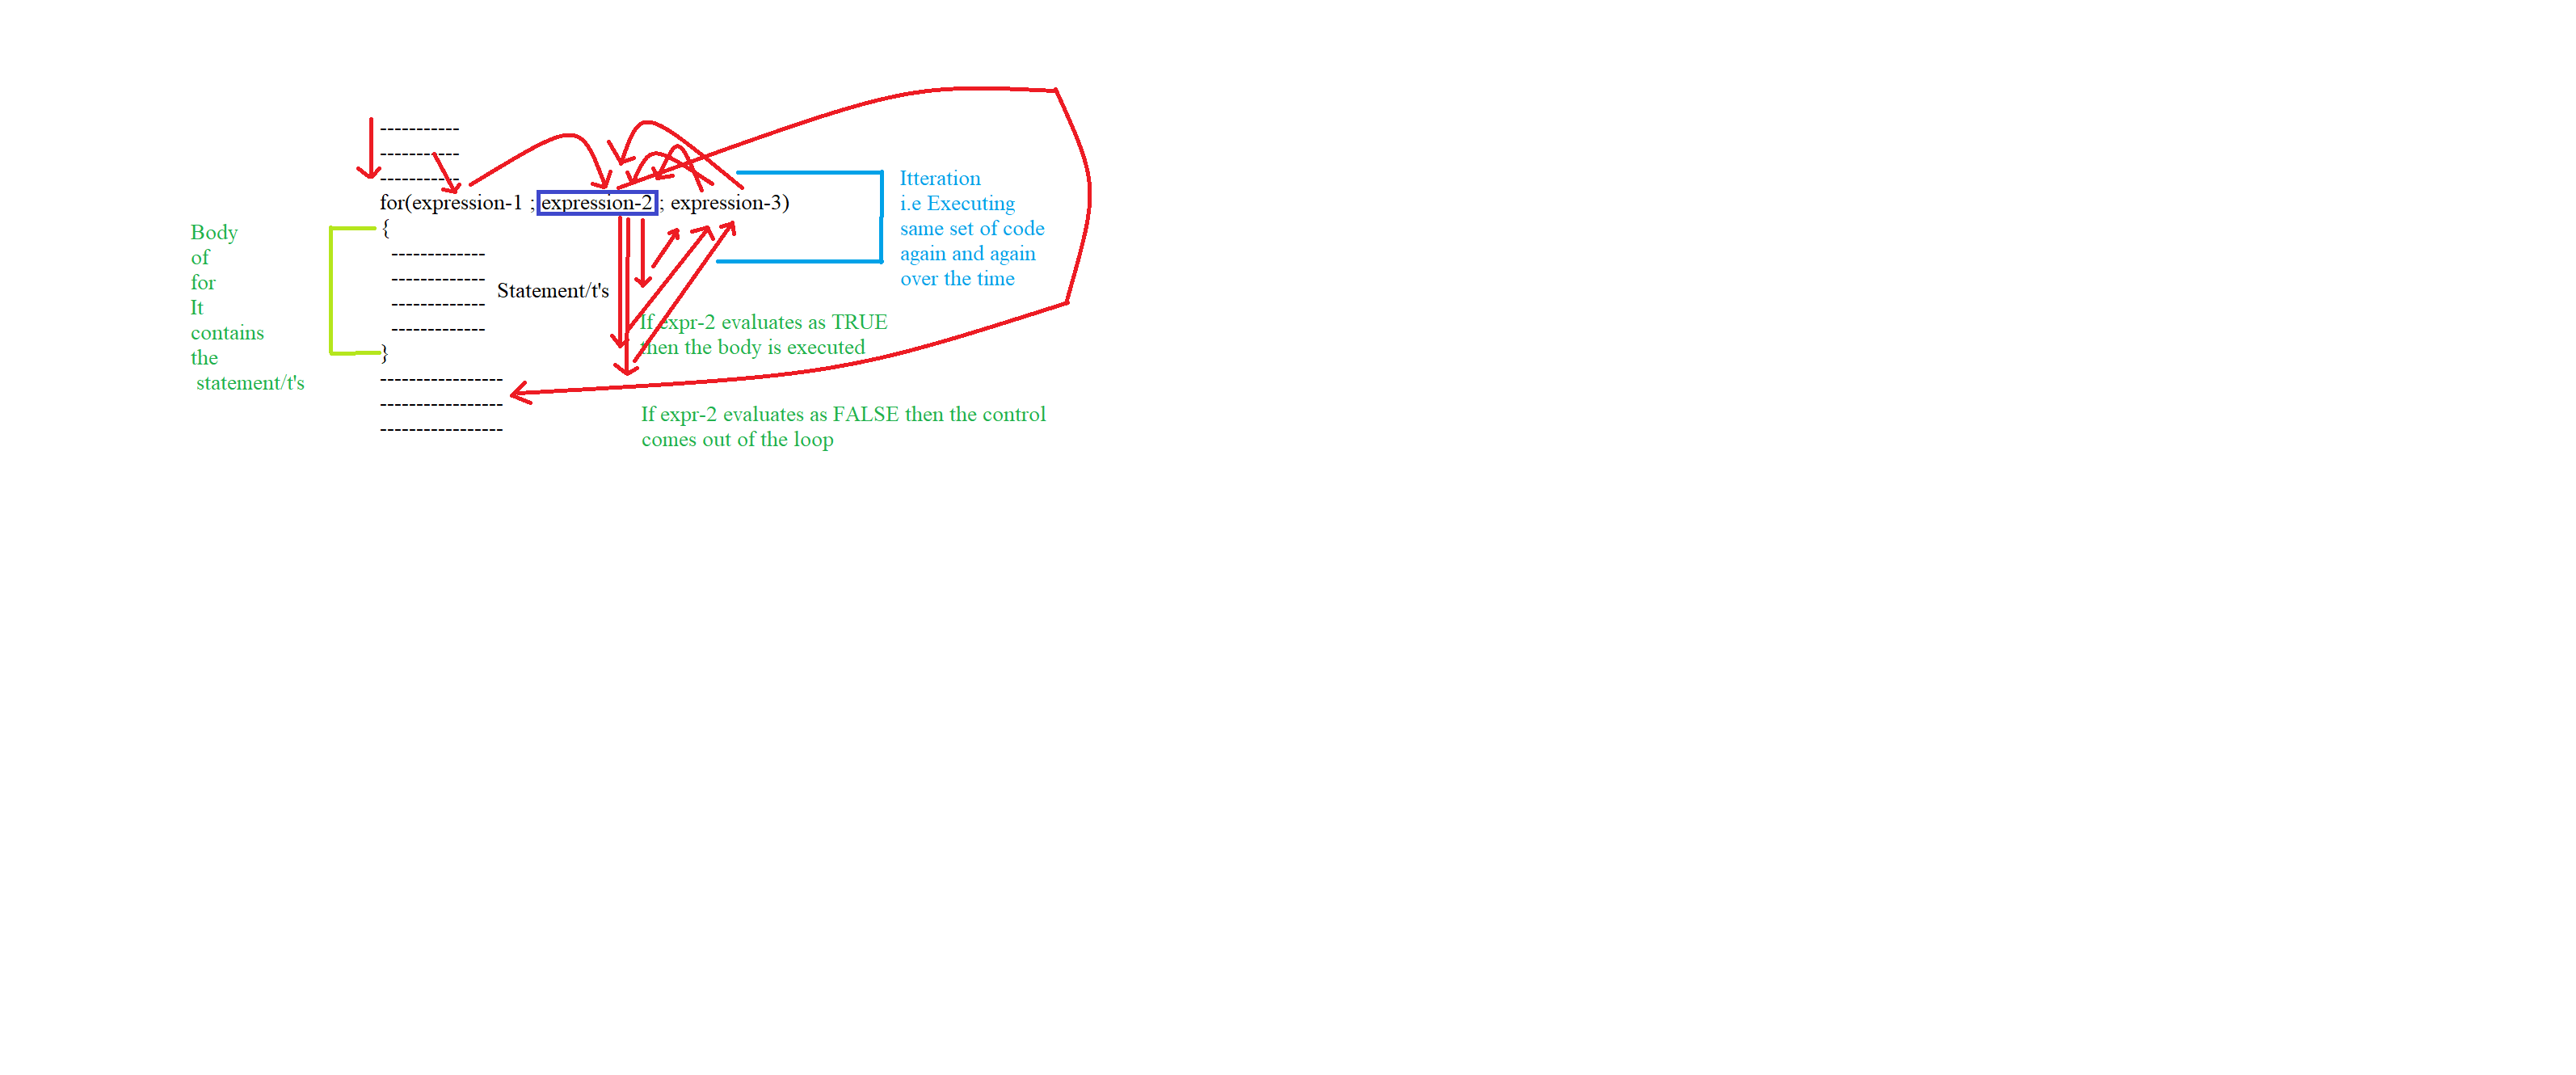 -----------
-----------
-----------
for(expression-1 ; expression-2 ; expression-3)
{
-------------
-------------
-------------
-------------
Statement/t's
}
-----------------
-----------------
-----------------
Body
of
for
It
contains
the
statement/t's
Itteration
i.e Executing
same set of code
again and again
over the time
If expr-2 evaluates as TRUE
then the body is executed
If expr-2 evaluates as FALSE then the control
comes out of the loop